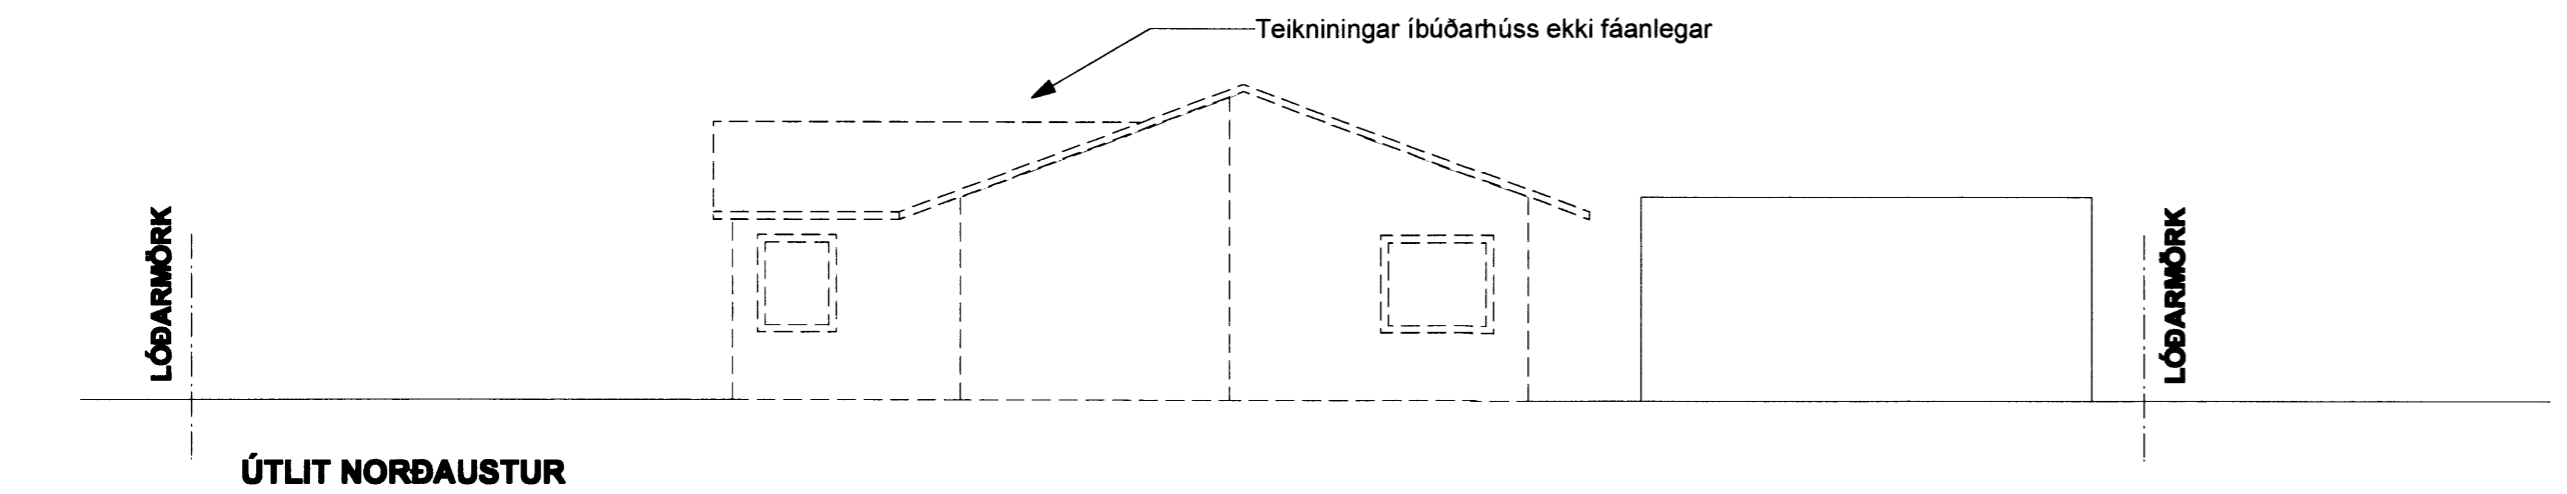 Teikniningar íbúðarhúss ekki fáanlegar
LÓÐARMÖRK
LÓÐARMÖRK
ÚTLIT NORÐAUSTUR